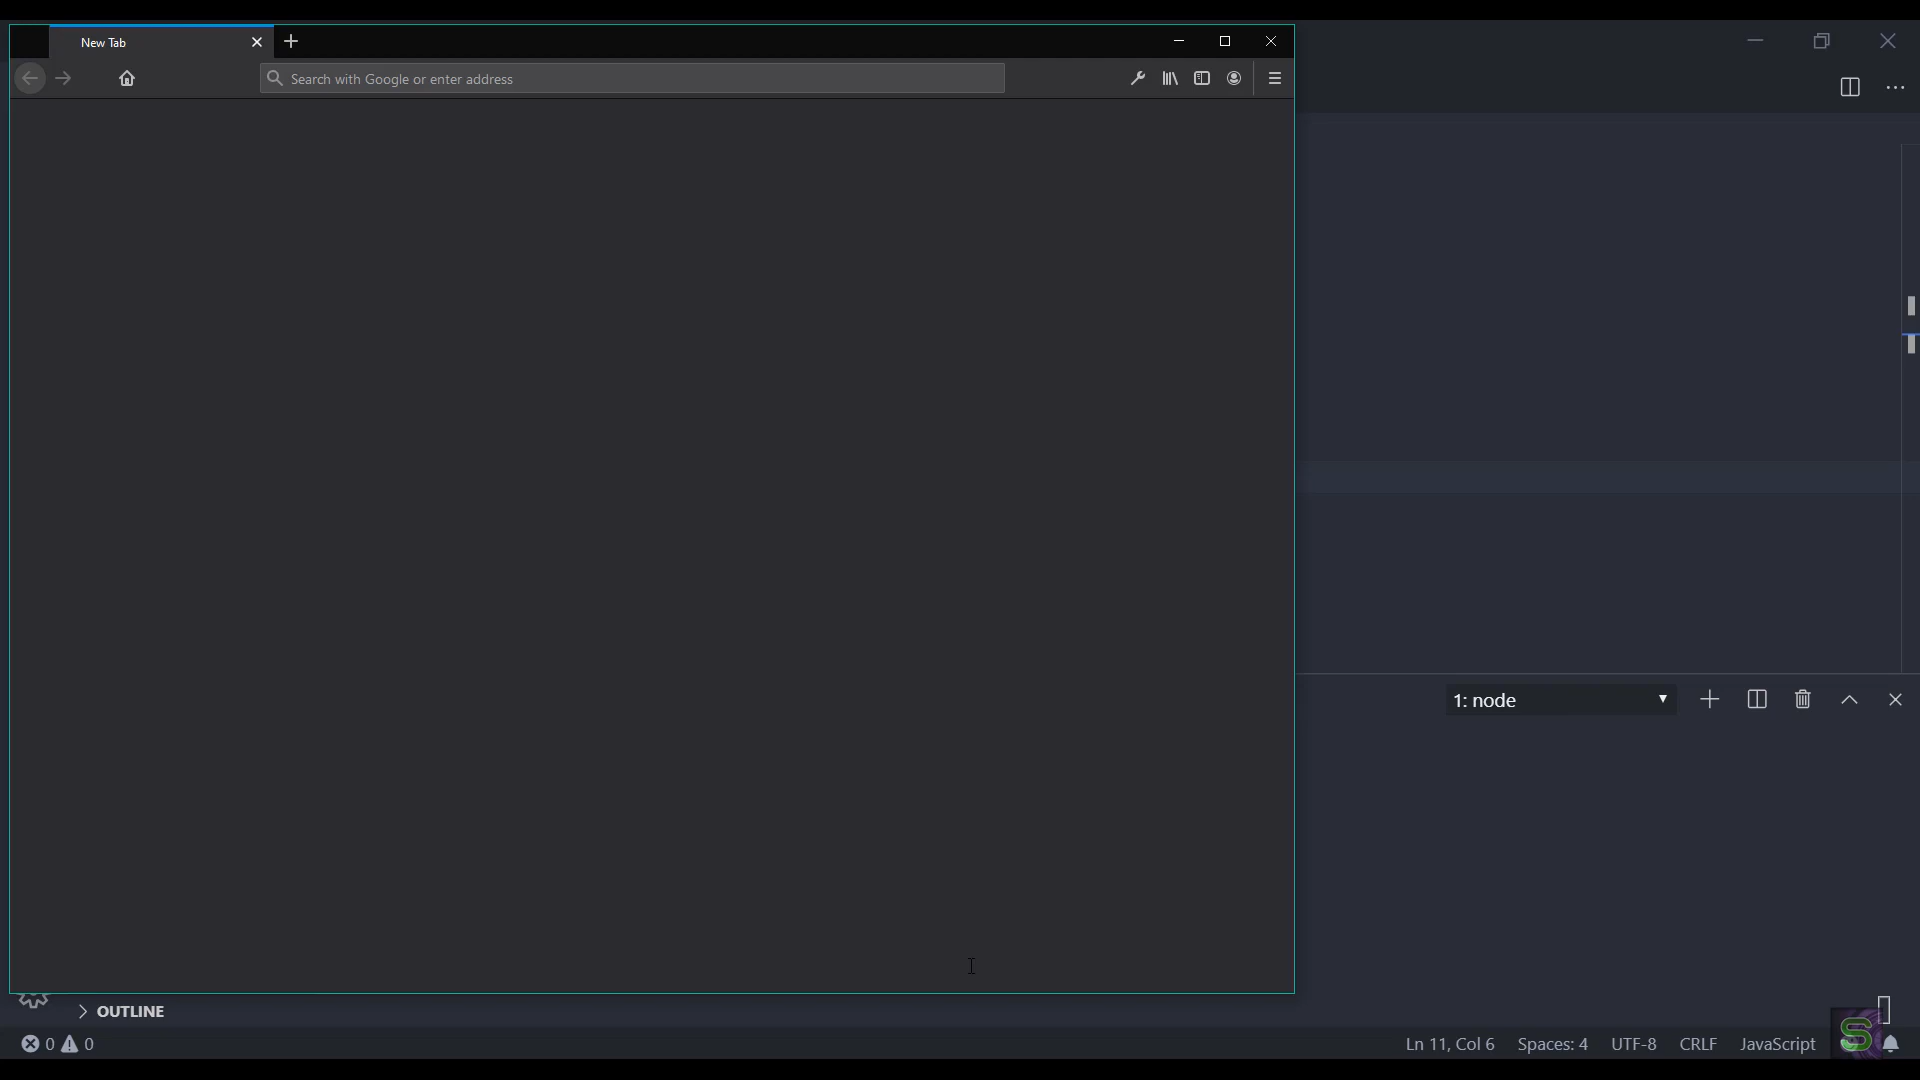 New Tab
Search with Google or enter address
1: node
OUTLINE
0 0
Ln 11, Col 6 Spaces: 4 UTF-8 CRLF JavaScript
S